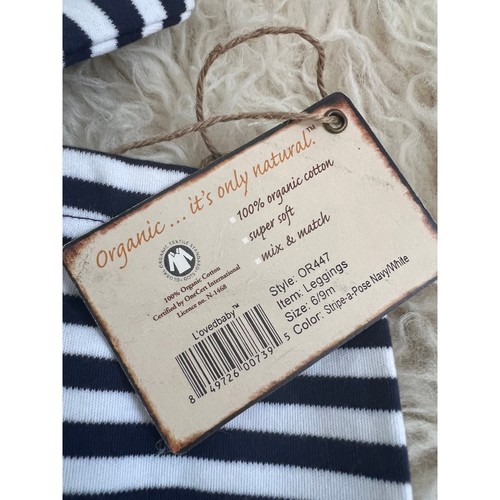 Organic ... it's only natural.™
100% organic cotton
super soft
mix & match
100% Organic Cotton
Certified by OneCert International
Licence no. N-1468
Style: OR447
Item: Leggings
Size: 6/9m
Color: Stripe-a-Pose Navy/White
L'ovedbaby™
8 49726 00739 5